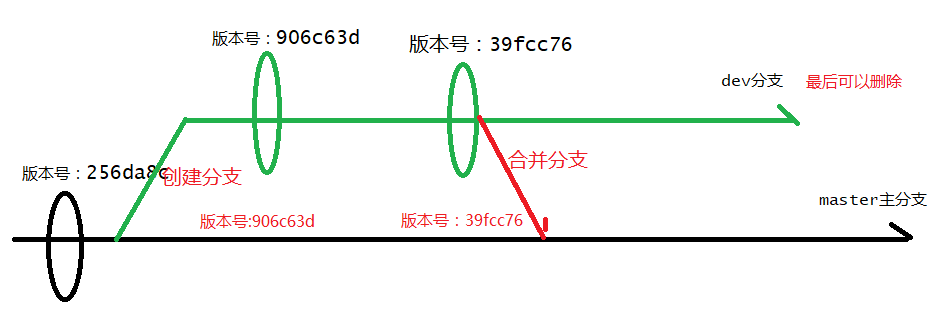 版本号：906c63d
版本号：39fcc76
dev分支 最后可以删除
合并分支
版本号：256da8c
创建分支
master主分支
版本号:906c63d
版本号：39fcc76